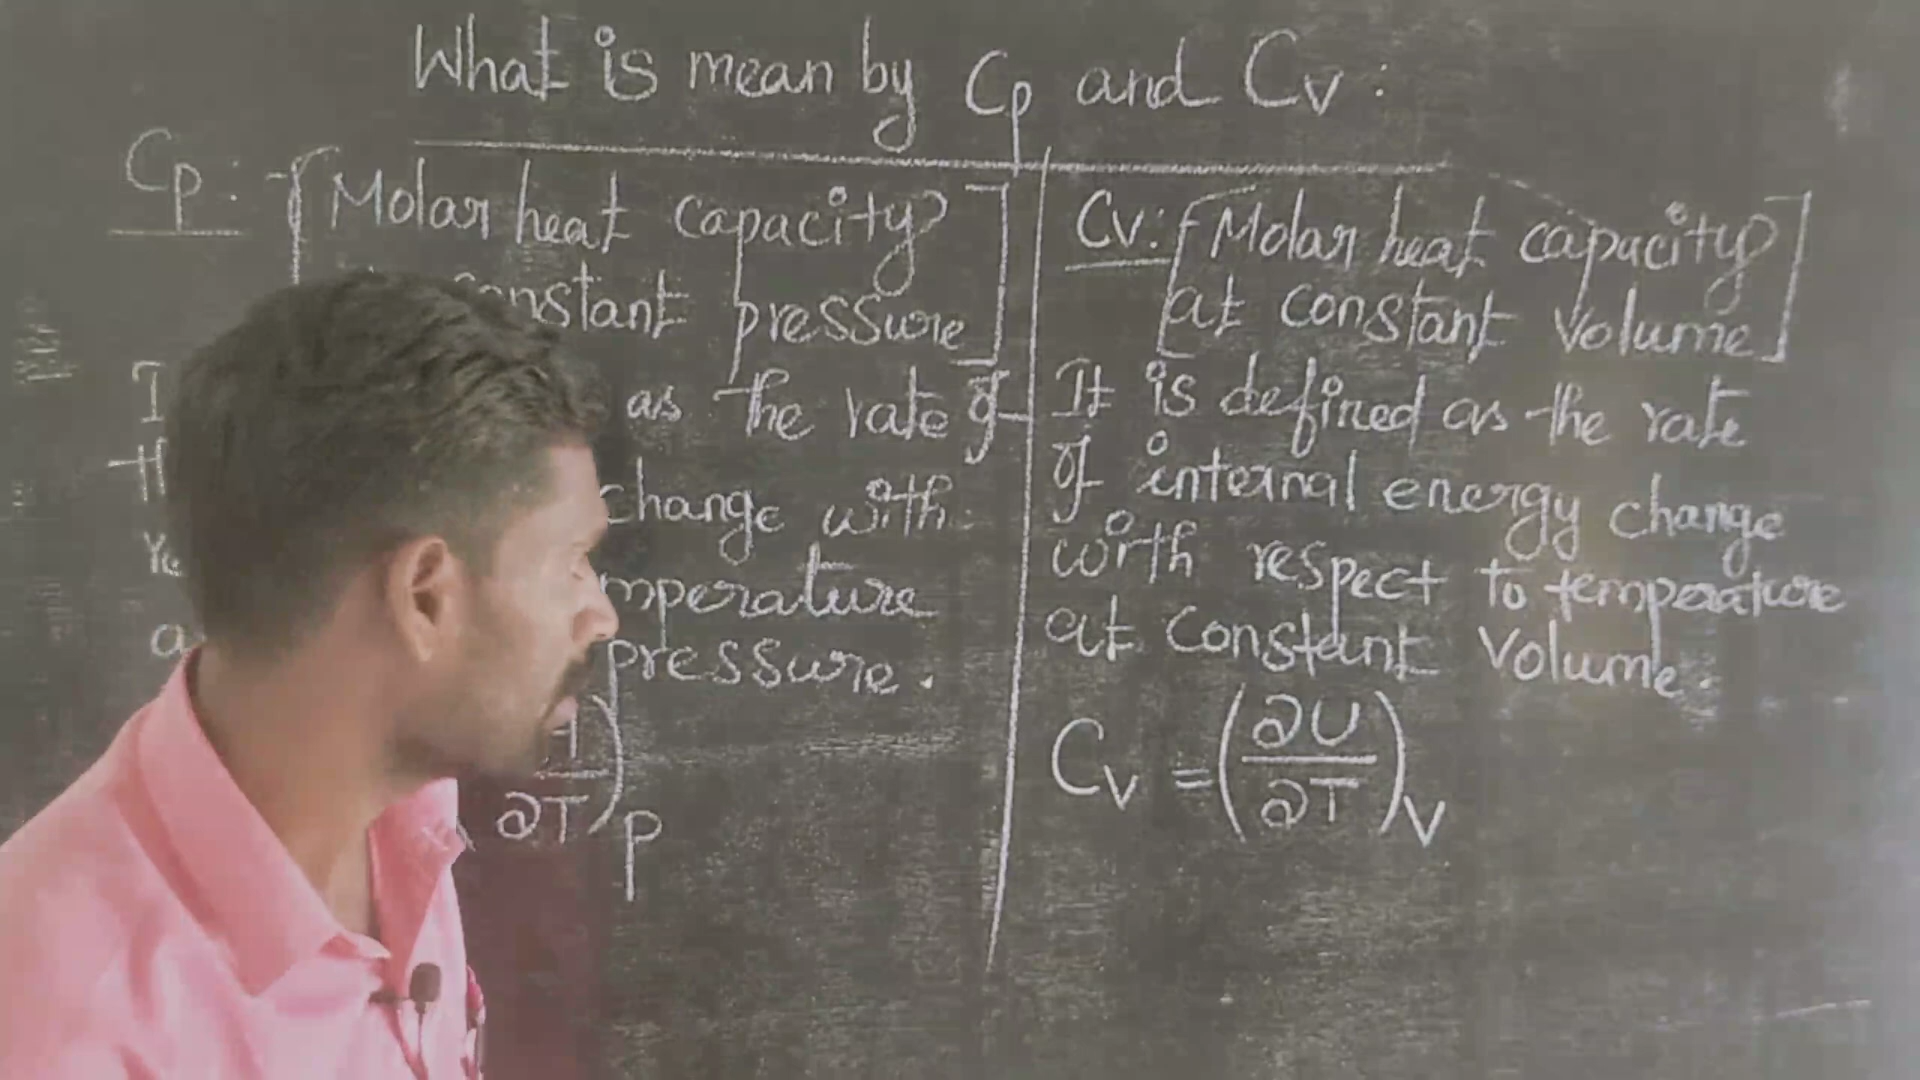 What is mean by Cp and Cv:
Cp: [Molar heat capacity
constant pressure]
as the rate of
change with
pressure.
∂T)p
Cv: [Molar heat capacity
at constant volume]
It is defined as the rate
of internal energy change
with respect to temperature
at constant volume.
Cv = (∂U/∂T)v